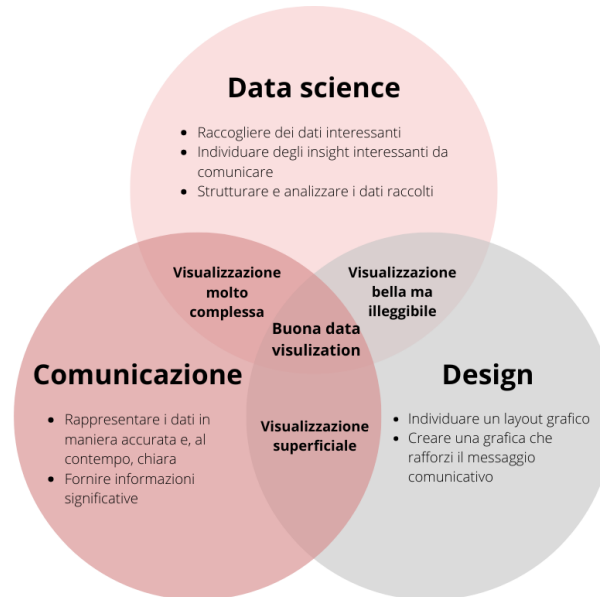 Data science
• Raccogliere dei dati interessanti
• Individuare degli insight interessanti da
comunicare
• Strutturare e analizzare i dati raccolti
Visualizzazione
molto
complessa
Visualizzazione
bella ma
illeggibile
Buona data
visulization
Comunicazione
• Rappresentare i dati in
maniera accurata e, al
contempo, chiara
• Fornire informazioni
significative
Visualizzazione
superficiale
Design
• Individuare un layout grafico
• Creare una grafica che
rafforzi il messaggio
comunicativo